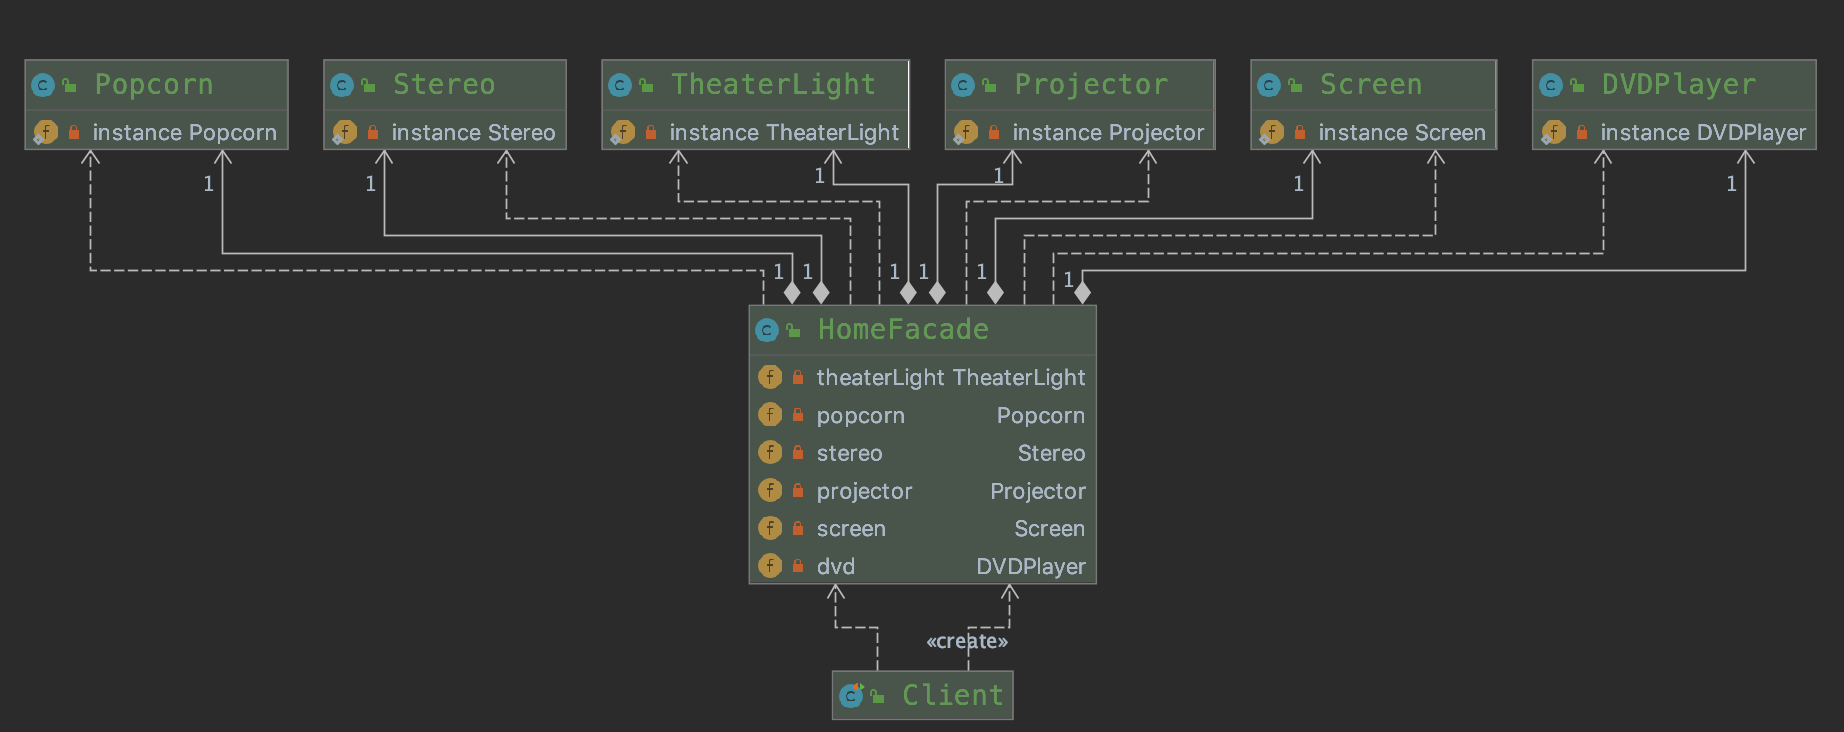 Popcorn
instance Popcorn
Stereo
instance Stereo
TheaterLight
instance TheaterLight
Projector
instance Projector
Screen
instance Screen
DVDPlayer
instance DVDPlayer
1
1
1
1
1
1
1
1
1
1
1
1
HomeFacade
theaterLight TheaterLight
popcorn Popcorn
stereo Stereo
projector Projector
screen Screen
dvd DVDPlayer
«create»
Client